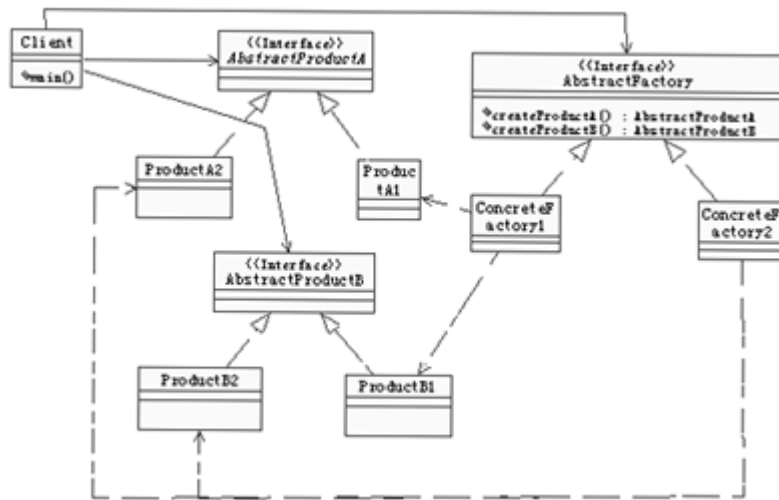 Client
main()
<<Interface>>
AbstractProductA
<<Interface>>
AbstractFactory
createProductA() : AbstractProductA
createProductB() : AbstractProductB
ProductA2
Produc
tA1
ConcreteF
actory1
ConcreteF
actory2
<<Interface>>
AbstractProductB
ProductB2
ProductB1